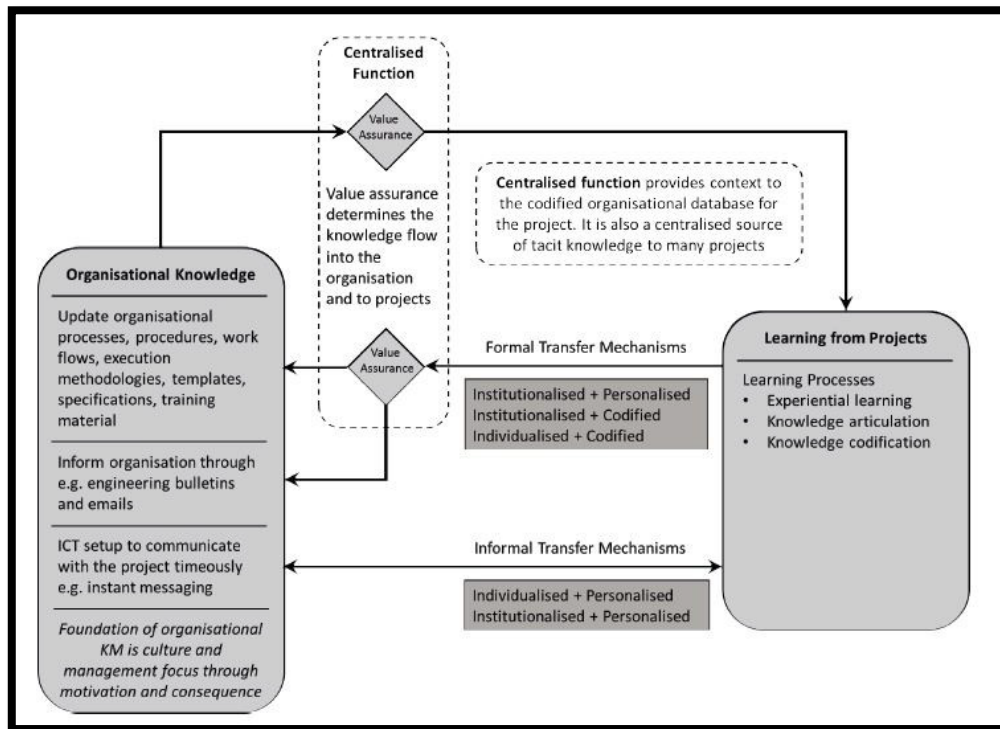 Centralised
Function
Value
Assurance
Value assurance
determines the
knowledge flow
into the
organisation
and to projects
Centralised function provides context to
the codified organisational database for
the project. It is also a centralised source
of tacit knowledge to many projects
Organisational Knowledge
Update organisational
processes, procedures, work
flows, execution
methodologies, templates,
specifications, training
material
Inform organisation through
e.g. engineering bulletins
and emails
ICT setup to communicate
with the project timeously
e.g. instant messaging
Foundation of organisational
KM is culture and
management focus through
motivation and consequence
Value
Assurance
Formal Transfer Mechanisms
Institutionalised + Personalised
Institutionalised + Codified
Individualised + Codified
Informal Transfer Mechanisms
Individualised + Personalised
Institutionalised + Personalised
Learning from Projects
Learning Processes
• Experiential learning
• Knowledge articulation
• Knowledge codification